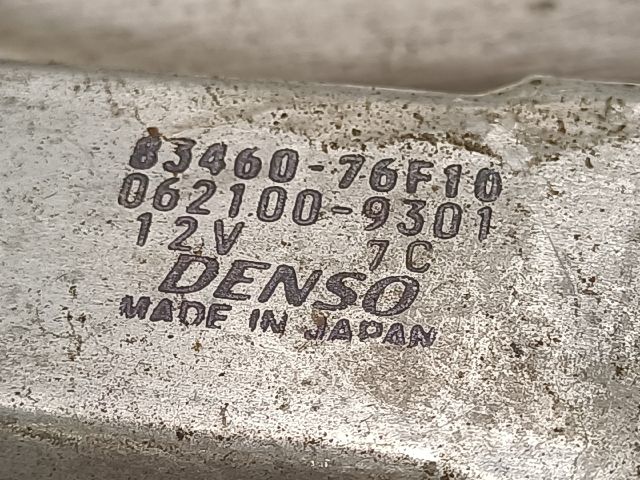 83460-76F10
062100-9301
12V 7C
DENSO
MADE IN JAPAN